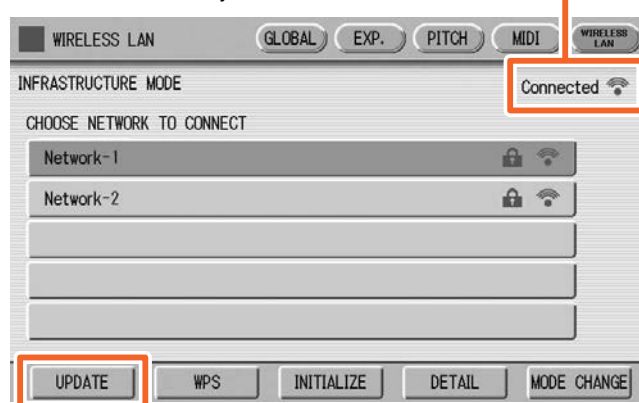 WIRELESS LAN GLOBAL EXP. PITCH MIDI WIRELESS LAN
INFRASTRUCTURE MODE Connected
CHOOSE NETWORK TO CONNECT
Network-1
Network-2
UPDATE WPS INITIALIZE DETAIL MODE CHANGE